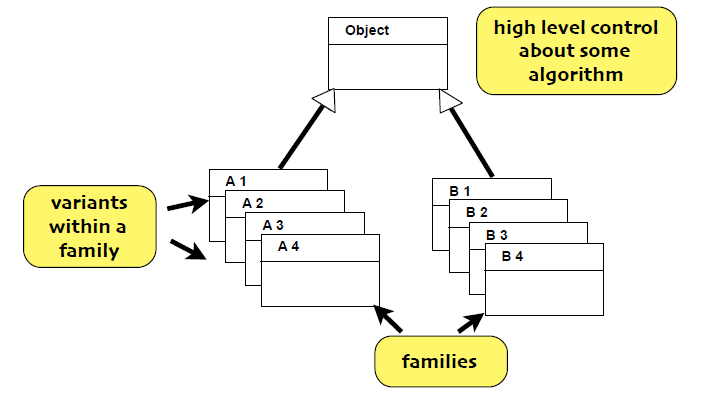 Object
high level control
about some
algorithm
A 1
A 2
A 3
A 4
B 1
B 2
B 3
B 4
variants
within a
family
families